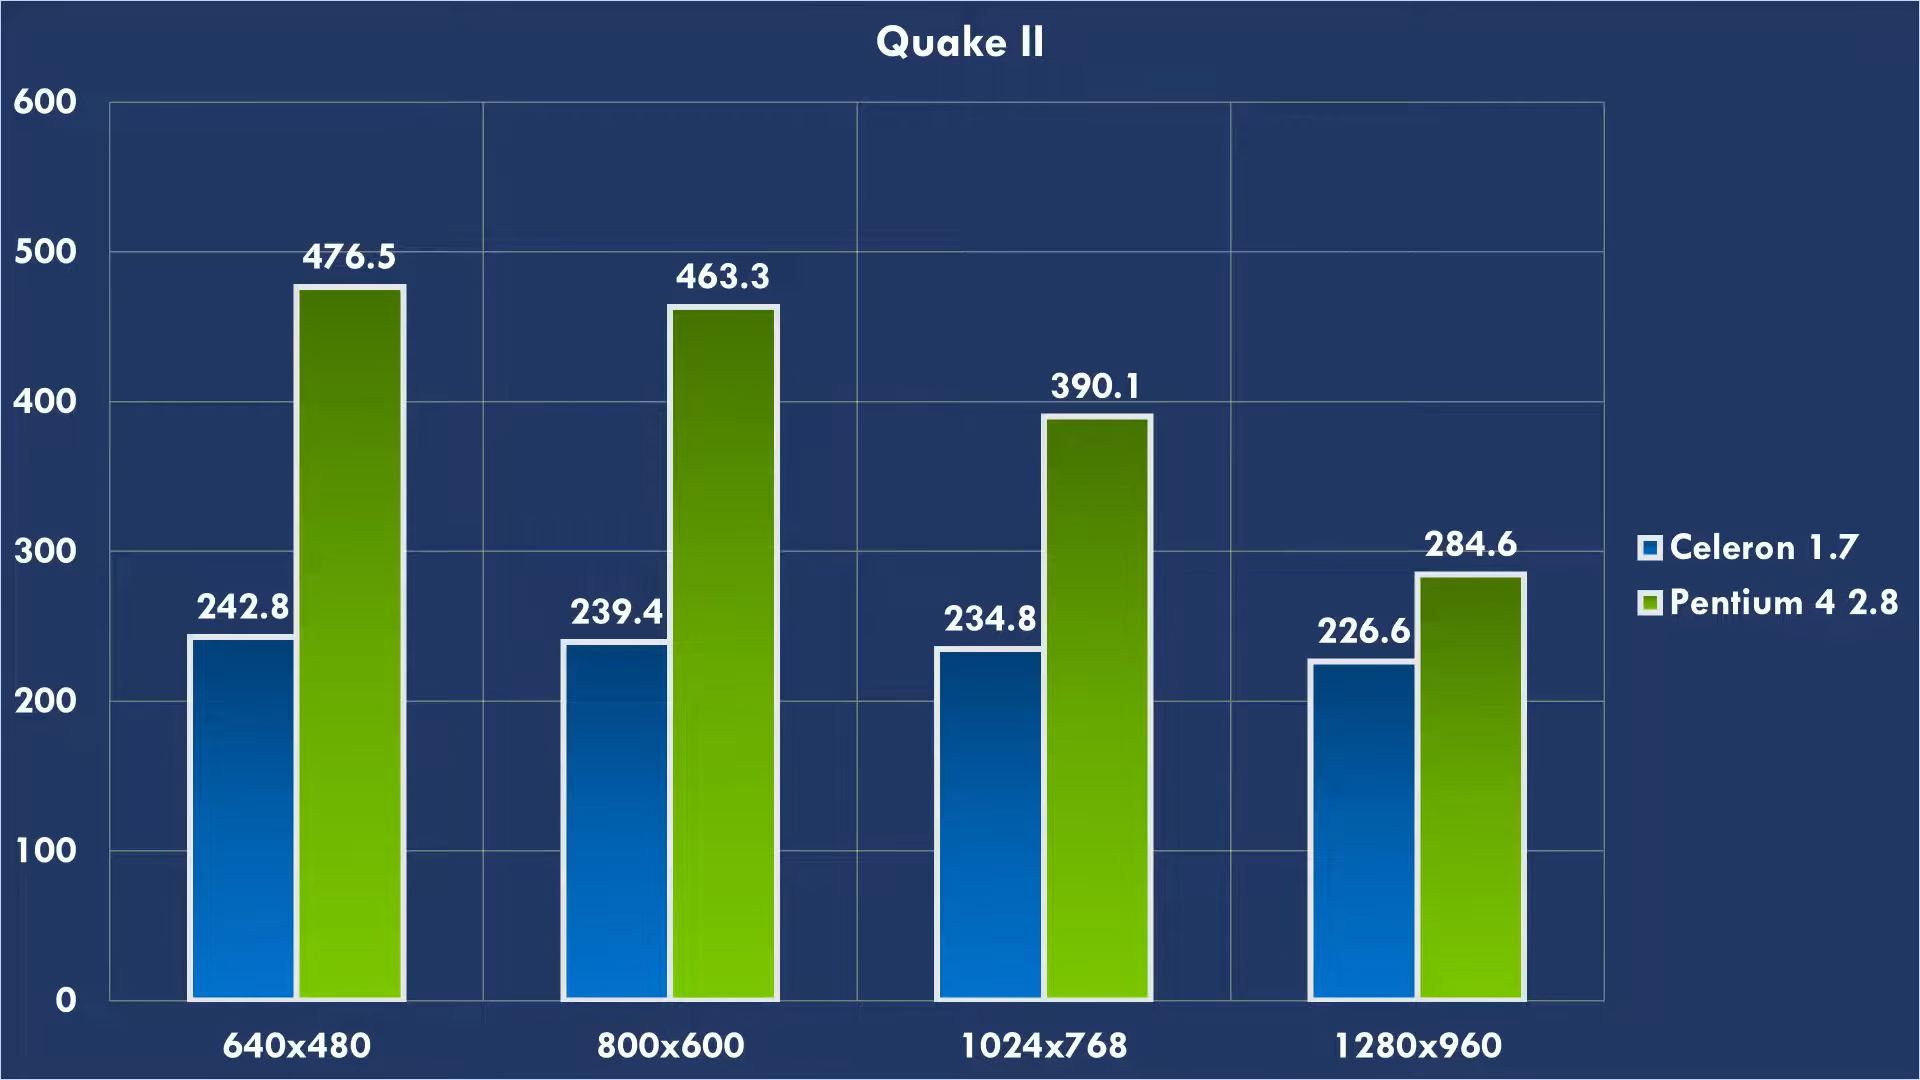 Quake II
600
500
400
300
200
100
0
476.5
463.3
390.1
284.6
242.8
239.4
234.8
226.6
640x480
800x600
1024x768
1280x960
Celeron 1.7
Pentium 4 2.8